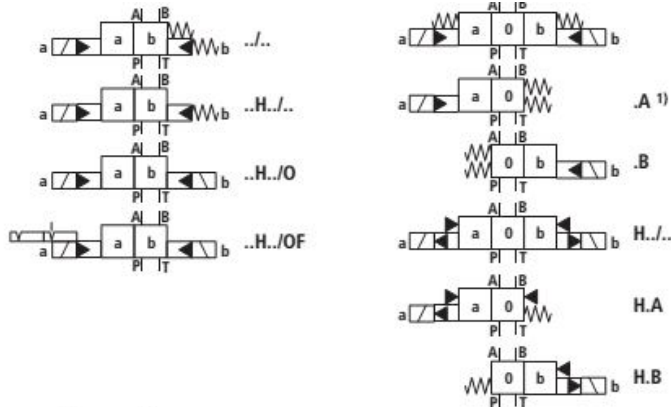 A B
a a b b ../..
P T
A B
a a b b ..H../..
P T
A B
a a b b ..H../O
P T
A B
a a b b ..H../OF
P T
A B
a a 0 b b
P T
A B
a a 0 .A 1)
P T
A B
0 b b .B
P T
A B
a a 0 b b H../..
P T
A B
a a 0 H.A
P T
A B
0 b b H.B
P T